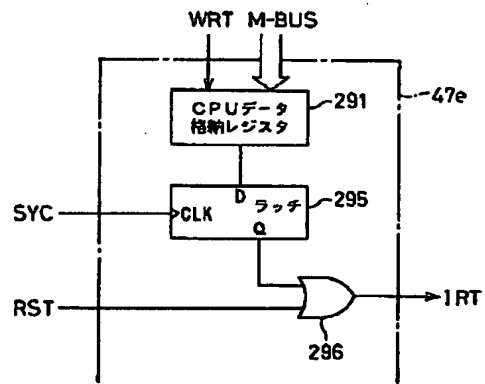 WRT M-BUS
CPUデータ
格納レジスタ
291
47e
D
ラッチ
295
SYC
CLK
Q
RST
IRT
296